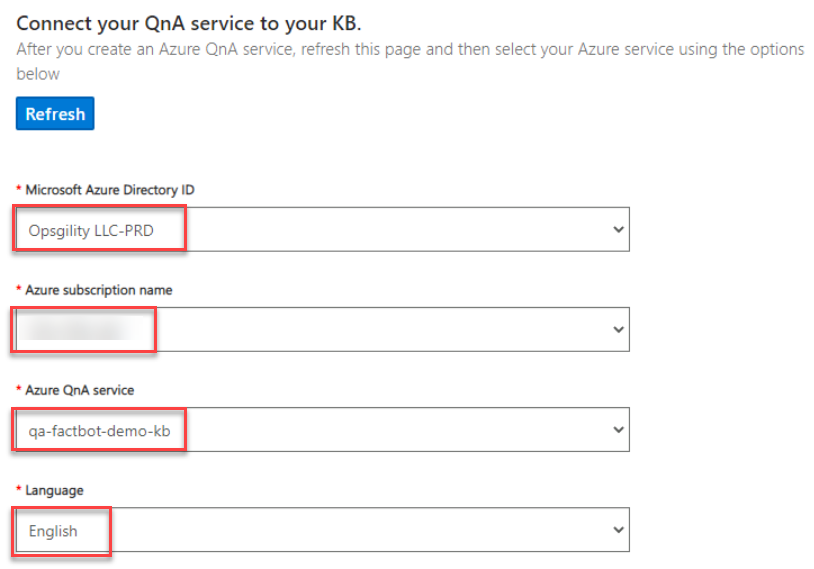 Connect your QnA service to your KB.
After you create an Azure QnA service, refresh this page and then select your Azure service using the options
below
Refresh
* Microsoft Azure Directory ID
Opsgility LLC-PRD
* Azure subscription name
* Azure QnA service
qa-factbot-demo-kb
* Language
English